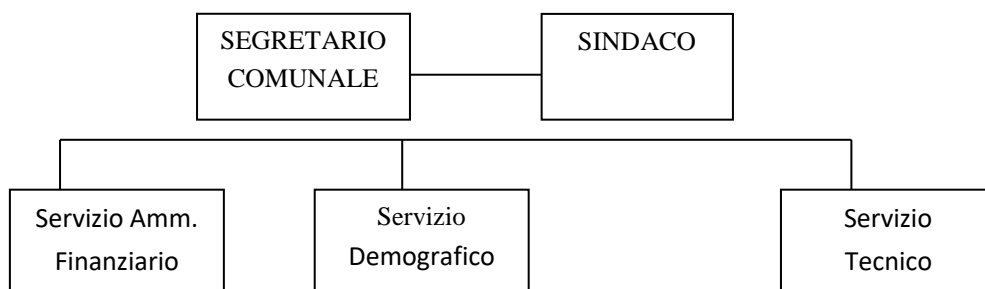 SEGRETARIO
COMUNALE
SINDACO
Servizio Amm.
Finanziario
Servizio
Demografico
Servizio
Tecnico